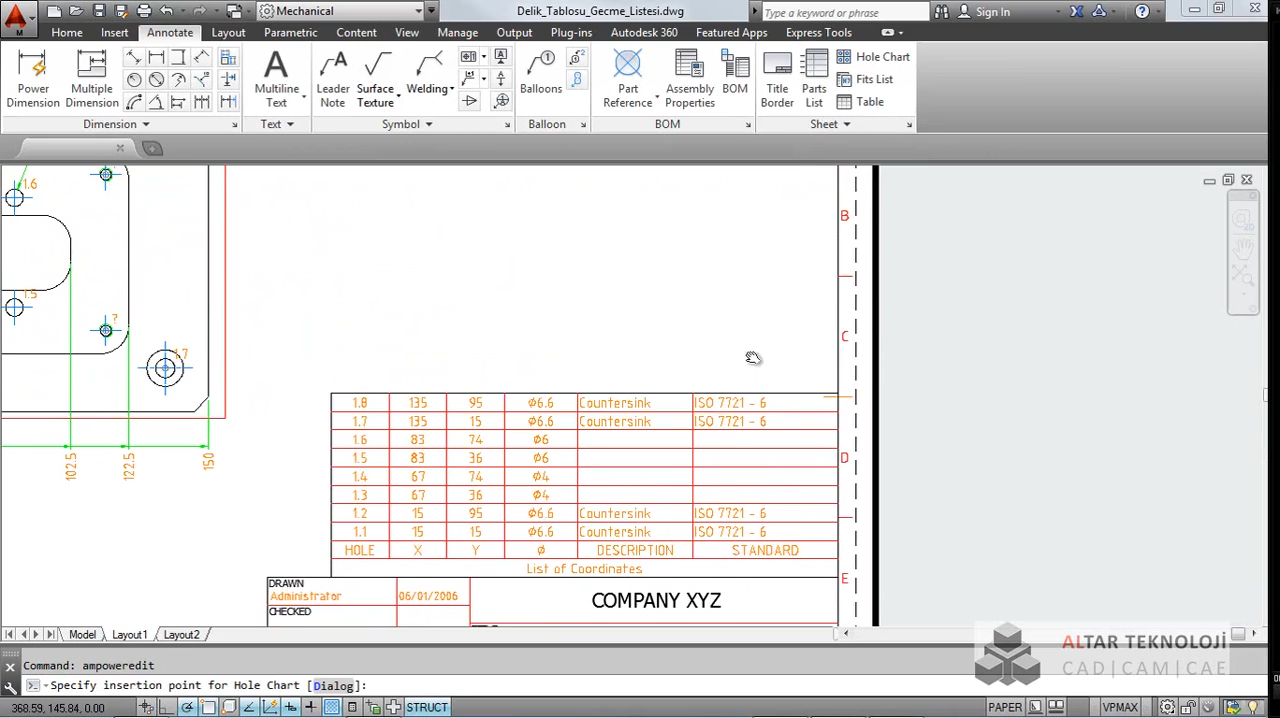 Mechanical
Delik_Tablosu_Gecme_Listesi.dwg
Type a keyword or phrase
Sign In
Home
Insert
Annotate
Layout
Parametric
Content
View
Manage
Output
Plug-ins
Autodesk 360
Featured Apps
Express Tools
Power Dimension
Multiple Dimension
Multiline Text
Leader Note
Surface Texture
Welding
Balloons
Part Reference
Assembly Properties
BOM
Title Border
Parts List
Hole Chart
Fits List
Table
Dimension
Text
Symbol
Balloon
BOM
Sheet
1.6
1.5
?
1.7
102.5
122.5
150
B
C
D
E
1.8 135 95 ø6.6 Countersink ISO 7721 - 6
1.7 135 15 ø6.6 Countersink ISO 7721 - 6
1.6 83 74 ø6
1.5 83 36 ø6
1.4 67 74 ø4
1.3 67 36 ø4
1.2 15 95 ø6.6 Countersink ISO 7721 - 6
1.1 15 15 ø6.6 Countersink ISO 7721 - 6
HOLE X Y ø DESCRIPTION STANDARD
List of Coordinates
DRAWN
Administrator 06/01/2006
CHECKED
COMPANY XYZ
Model Layout1 Layout2
ALTAR TEKNOLOJİ
CAD|CAM|CAE
Command: ampoweredit
Specify insertion point for Hole Chart [Dialog]:
368.59, 145.84, 0.00
STRUCT
PAPER
VPMAX